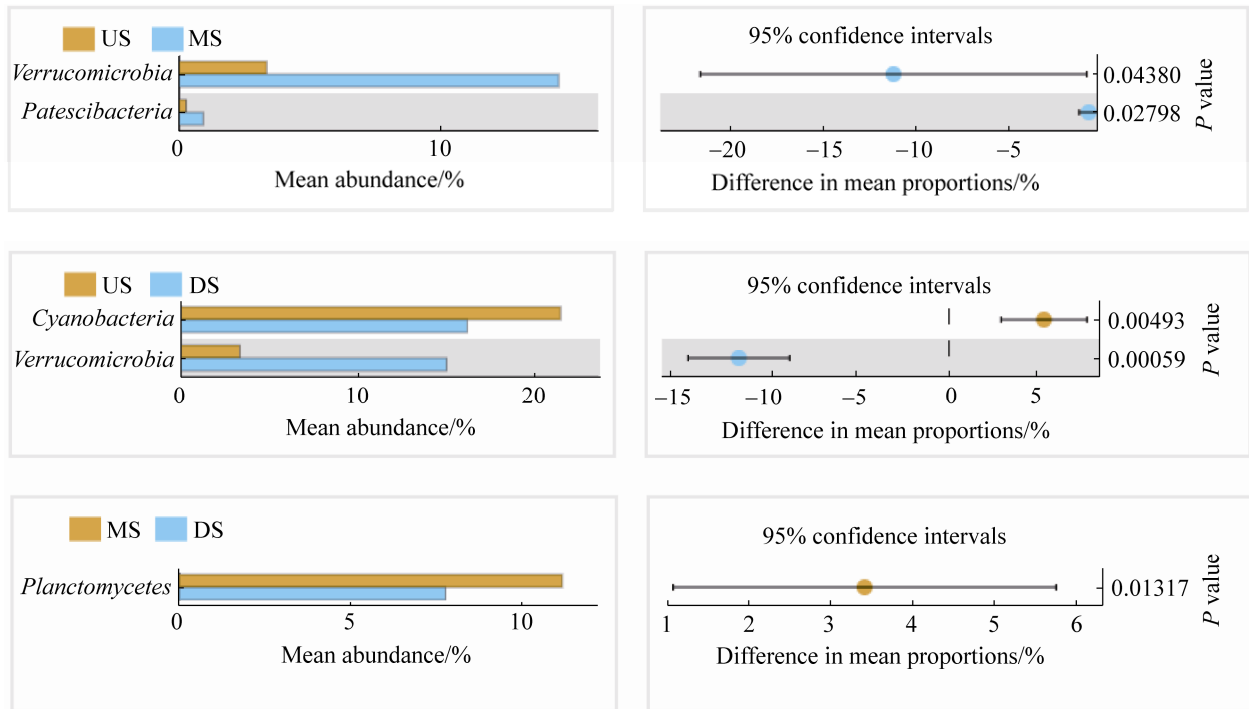 US MS
Verrucomicrobia
Patescibacteria
0 10
Mean abundance/%
95% confidence intervals
0.04380
0.02798
P value
–20 –15 –10 –5
Difference in mean proportions/%
US DS
Cyanobacteria
Verrucomicrobia
0 10 20
Mean abundance/%
95% confidence intervals
0.00493
0.00059
P value
–15 –10 –5 0 5
Difference in mean proportions/%
MS DS
Planctomycetes
0 5 10
Mean abundance/%
95% confidence intervals
0.01317
P value
1 2 3 4 5 6
Difference in mean proportions/%